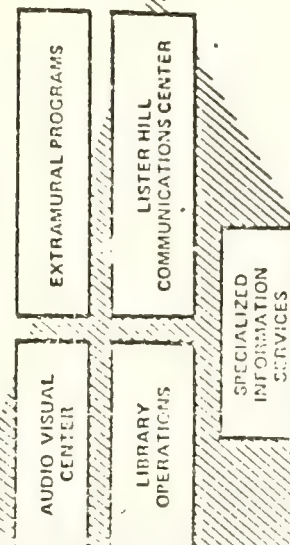 EXTRAMURAL PROGRAMS
LISTER HILL
COMMUNICATIONS CENTER
AUDIO VISUAL
CENTER
LIBRARY
OPERATIONS
SPECIALIZED
INFORMATION
SERVICES